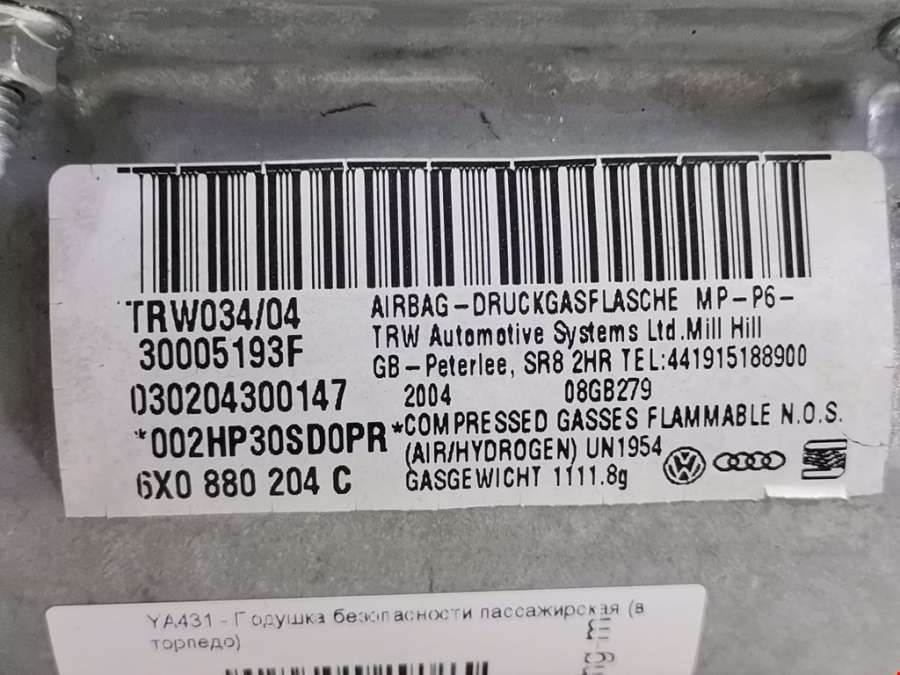 TRW034/04
30005193F
030204300147
*002HP30SD0PR*
6X0 880 204 C
AIRBAG-DRUCKGASFLASCHE MP-P6-
TRW Automotive Systems Ltd.Mill Hill
GB-Peterlee, SR8 2HR TEL:441915188900
2004 08GB279
COMPRESSED GASSES FLAMMABLE N.O.S.
(AIR/HYDROGEN) UN1954
GASGEWICHT 1111.8g
YA431 - Подушка безопасности пассажирская (в
торпедо)